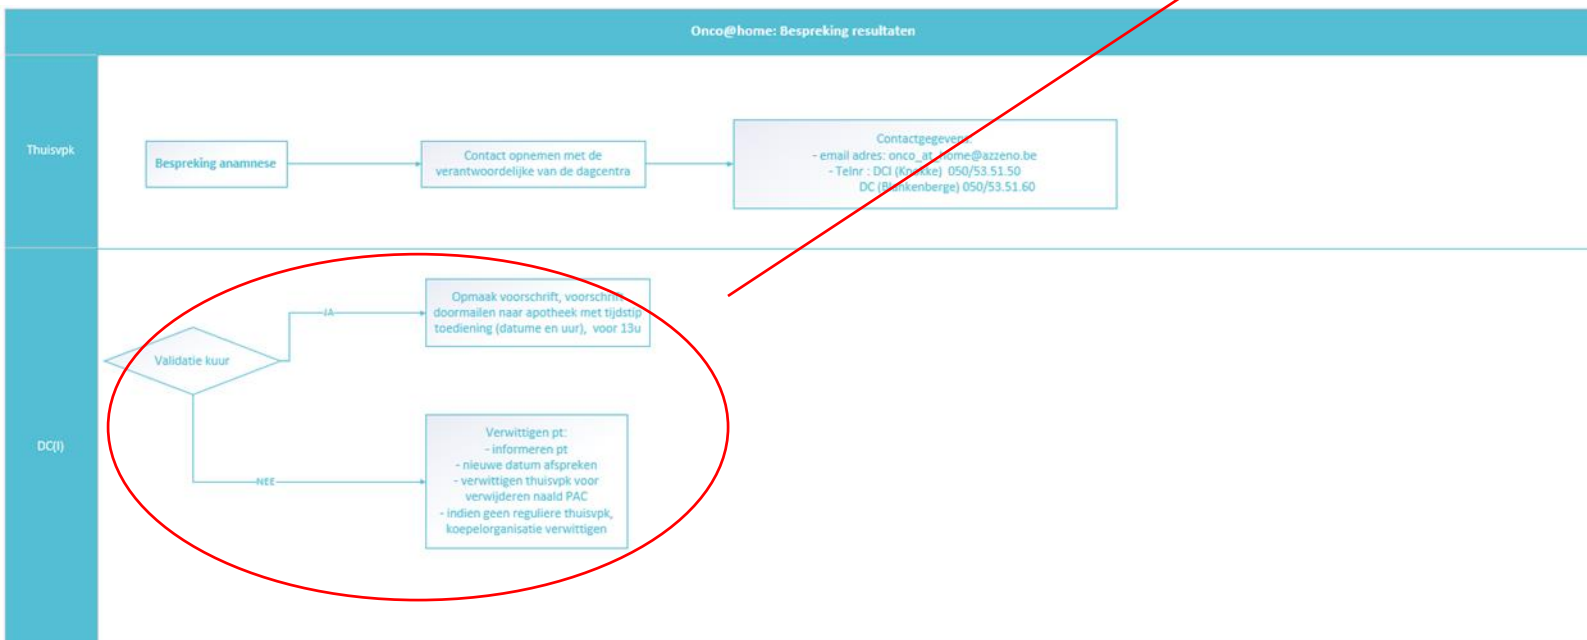 Onco@home: Bespreking resultaten
Thuisvpk
Bespreking anamnese
Contact opnemen met de
verantwoordelijke van de dagcentra
Contactgegevens:
- email adres: onco_at_home@azzeno.be
- Telnr : DCI (Knokke) 050/53.51.50
DC (Blankenberge) 050/53.51.60
DC(I)
Validatie kuur
JA
Opmaak voorschrift, voorschrift
doormailen naar apotheek met tijdstip
toediening (datume en uur), voor 13u
NEE
Verwittigen pt:
- informeren pt
- nieuwe datum afspreken
- verwittigen thuisvpk voor
verwijderen naald PAC
- indien geen reguliere thuisvpk,
koepelorganisatie verwittigen